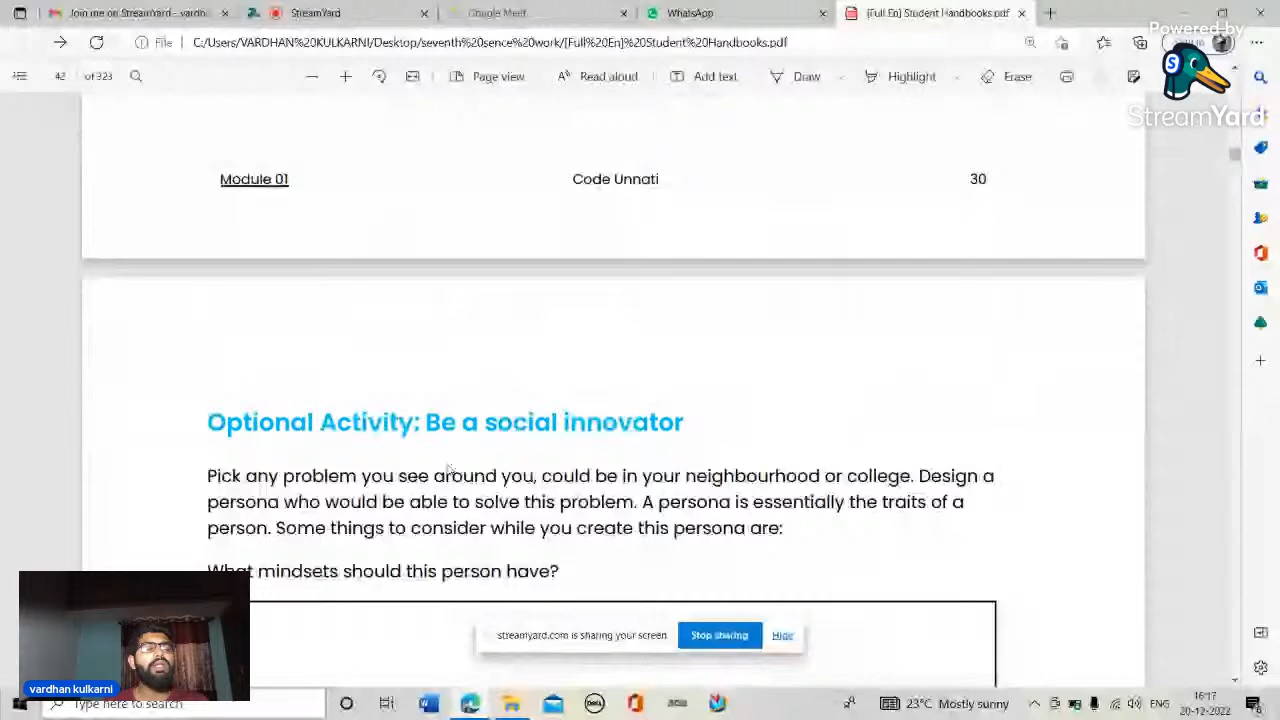 Join on StreamYard
StreamYard
Google Meet
WhatsApp
[Full En] Student Handbooks.pdf
Powered by
File
C:/Users/VARDHAN%20KULKARNI/Desktop/seventh%20
%20work/[Full%20En]%20Student%20Handbooks.pdf
42
of 323
Page view
Read aloud
Add text
Draw
Highlight
Erase
StreamYard
Module 01
Code Unnati
30
Optional Activity: Be a social innovator
Pick any problem you see around you, could be in your neighbourhood or college. Design a
persona who would be able to solve this problem. A persona is essentially the traits of a
person. Some things to consider while you create this persona are:
What mindsets should this person have?
streamyard.com is sharing your screen
Stop sharing
Hide
vardhan kulkarni
Type here to search
DELL
23°C Mostly sunny
ENG
16:17
20-12-2022